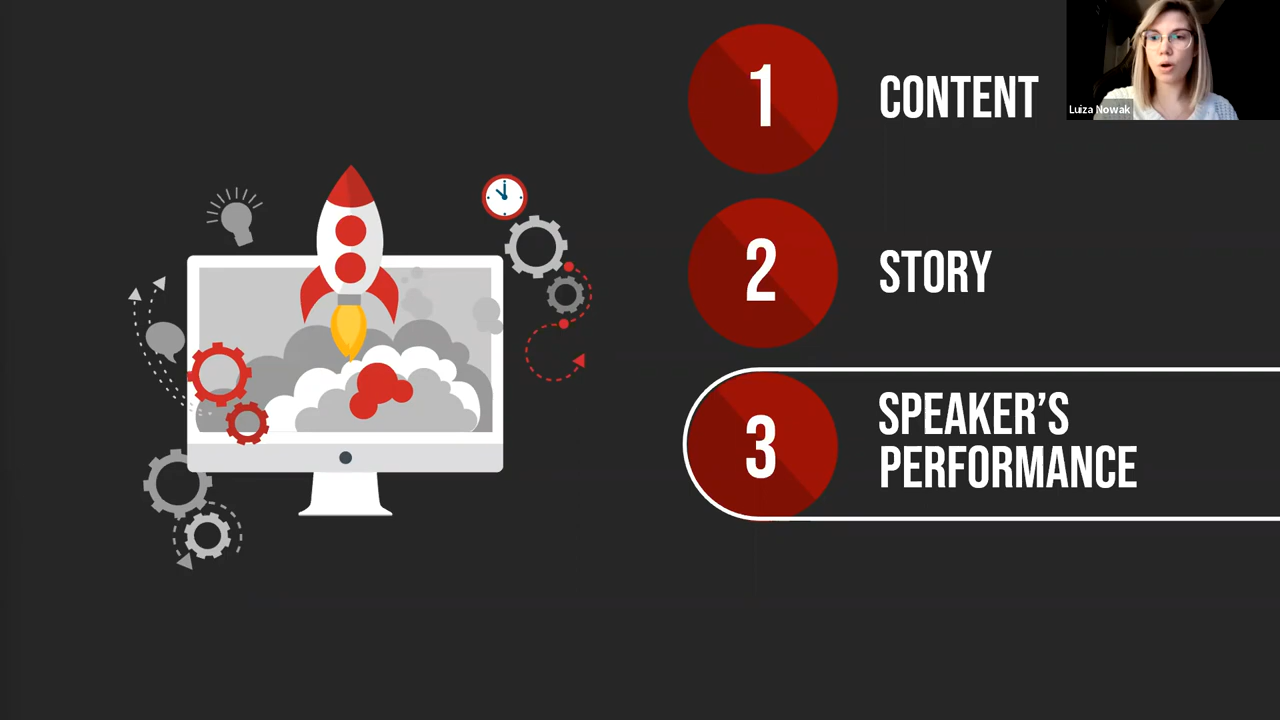 1
CONTENT
Luiza Nowak
2
STORY
3
SPEAKER'S
PERFORMANCE